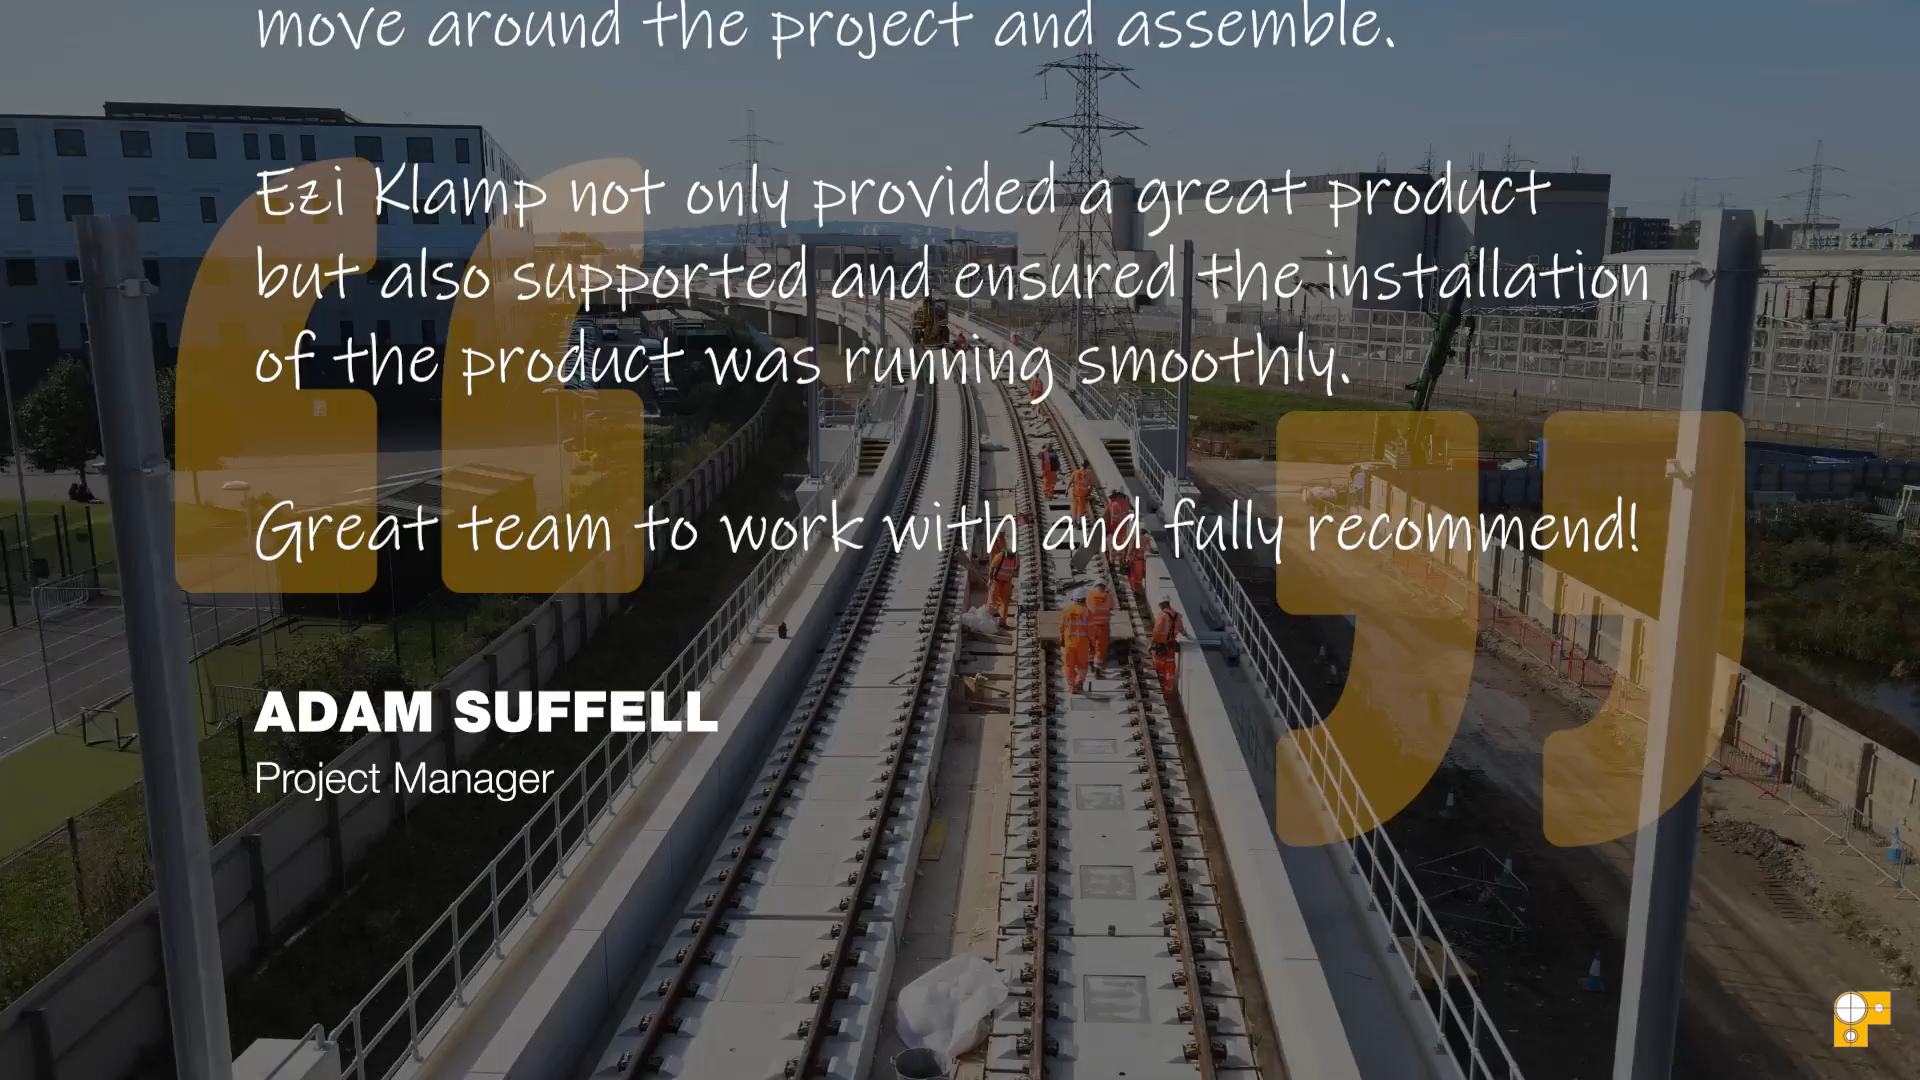 move around the project and assemble.
Ezi Klamp not only provided a great product
but also supported and ensured the installation
of the product was running smoothly.
Great team to work with and fully recommend!
ADAM SUFFELL
Project Manager